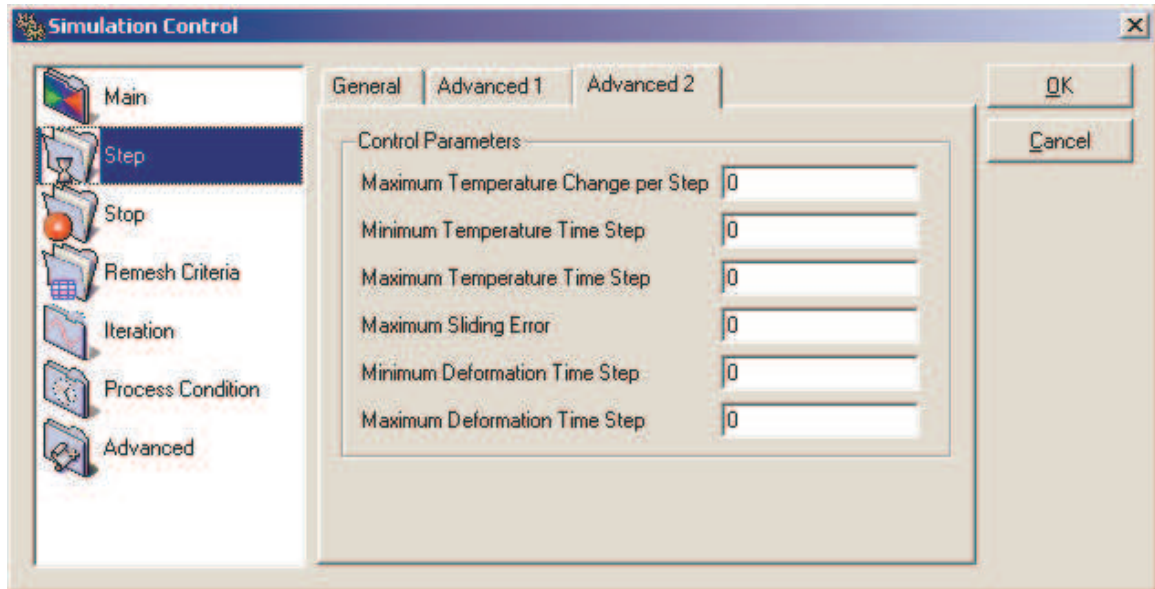 Simulation Control
Main
Step
Stop
Remesh Criteria
Iteration
Process Condition
Advanced
General
Advanced 1
Advanced 2
Control Parameters
Maximum Temperature Change per Step 0
Minimum Temperature Time Step 0
Maximum Temperature Time Step 0
Maximum Sliding Error 0
Minimum Deformation Time Step 0
Maximum Deformation Time Step 0
OK
Cancel